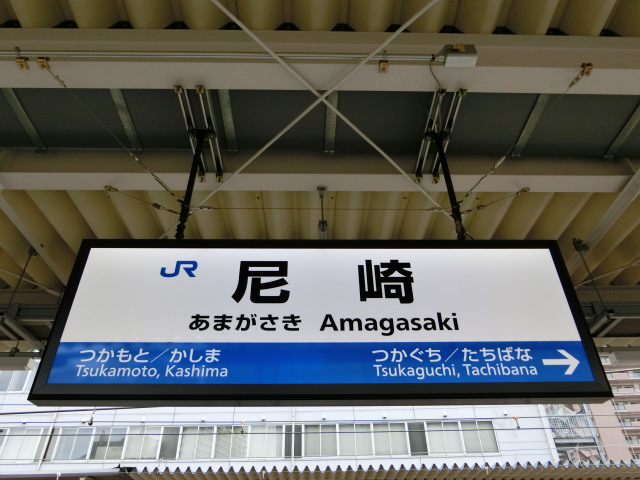 JR 尼崎
あまがさき Amagasaki
つかもと／かしま つかぐち／たちばな
Tsukamoto, Kashima Tsukaguchi, Tachibana →